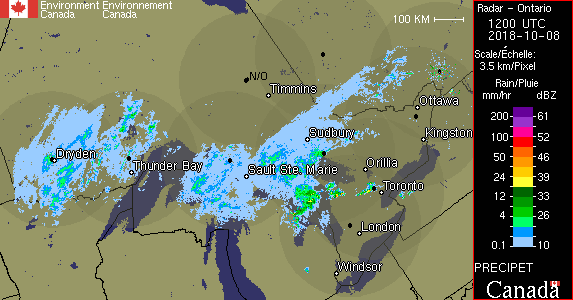 Environment Environnement
Canada Canada
100 KM
N/O
Timmins
Ottawa
Sudbury
Kingston
Dryden
Thunder Bay
Sault Ste. Marie
Orillia
Toronto
London
Windsor
Radar - Ontario
1200 UTC
2018-10-08
Scale/Échelle:
3.5 km/Pixel
Rain/Pluie
mm/hr dBZ
200 61
100 52
50 46
24 39
12 33
4 26
0.1 10
PRECIPET
Canada